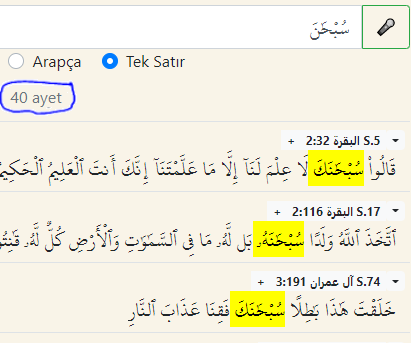 سُبْحَٰنَ
Arapça Tek Satır
40 ayet
+ 2:32 البقرة S.5
قَالُوا۟ سُبْحَٰنَكَ لَا عِلْمَ لَنَآ إِلَّا مَا عَلَّمْتَنَآ إِنَّكَ أَنتَ ٱلْعَلِيمُ ٱلْحَكِيمُ
+ 2:116 البقرة S.17
ٱتَّخَذَ ٱللَّهُ وَلَدًا سُبْحَٰنَهُۥ بَل لَّهُۥ مَا فِى ٱلسَّمَٰوَٰتِ وَٱلْأَرْضِ كُلٌّ لَّهُۥ
+ 3:191 آل عمران S.74
خَلَقْتَ هَٰذَا بَٰطِلًا سُبْحَٰنَكَ فَقِنَا عَذَابَ ٱلنَّارِ